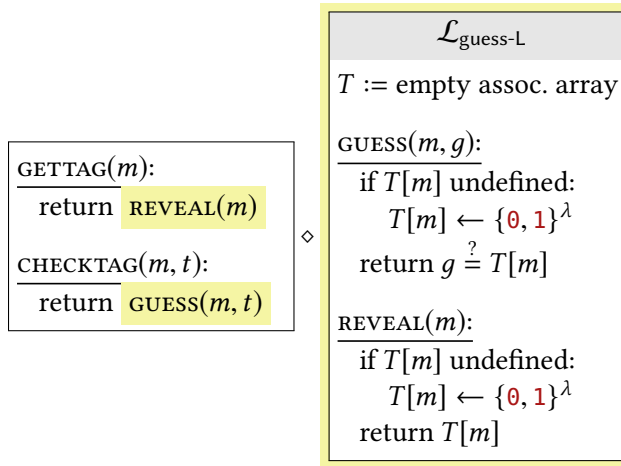 GETTAG(m):
return REVEAL(m)
CHECKTAG(m, t):
return GUESS(m, t)
⋄
𝓛guess-L
T := empty assoc. array
GUESS(m, g):
if T[m] undefined:
T[m] ← {0, 1}^λ
return g ≟ T[m]
REVEAL(m):
if T[m] undefined:
T[m] ← {0, 1}^λ
return T[m]